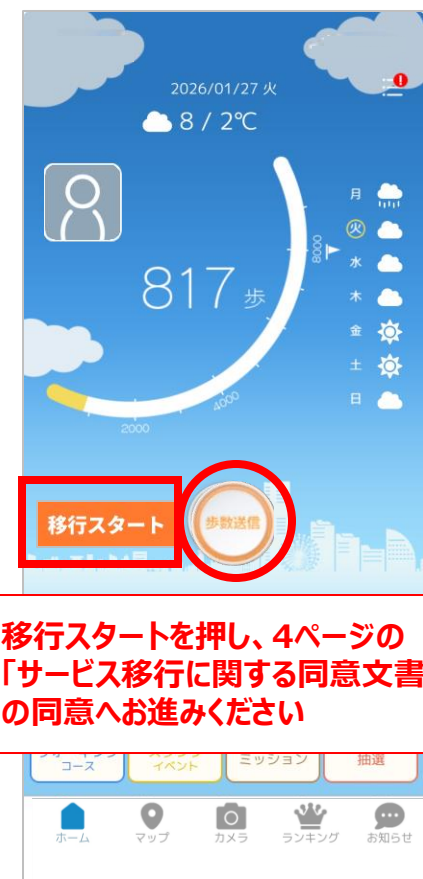 2026/01/27 火
8 / 2℃
月
火
水
木
金
土
日
8000
817 歩
4000
2000
移行スタート
歩数送信
移行スタートを押し、4ページの
「サービス移行に関する同意文書
の同意へお進みください
コース
イベント
ミッション
抽選
ホーム
マップ
カメラ
ランキング
お知らせ